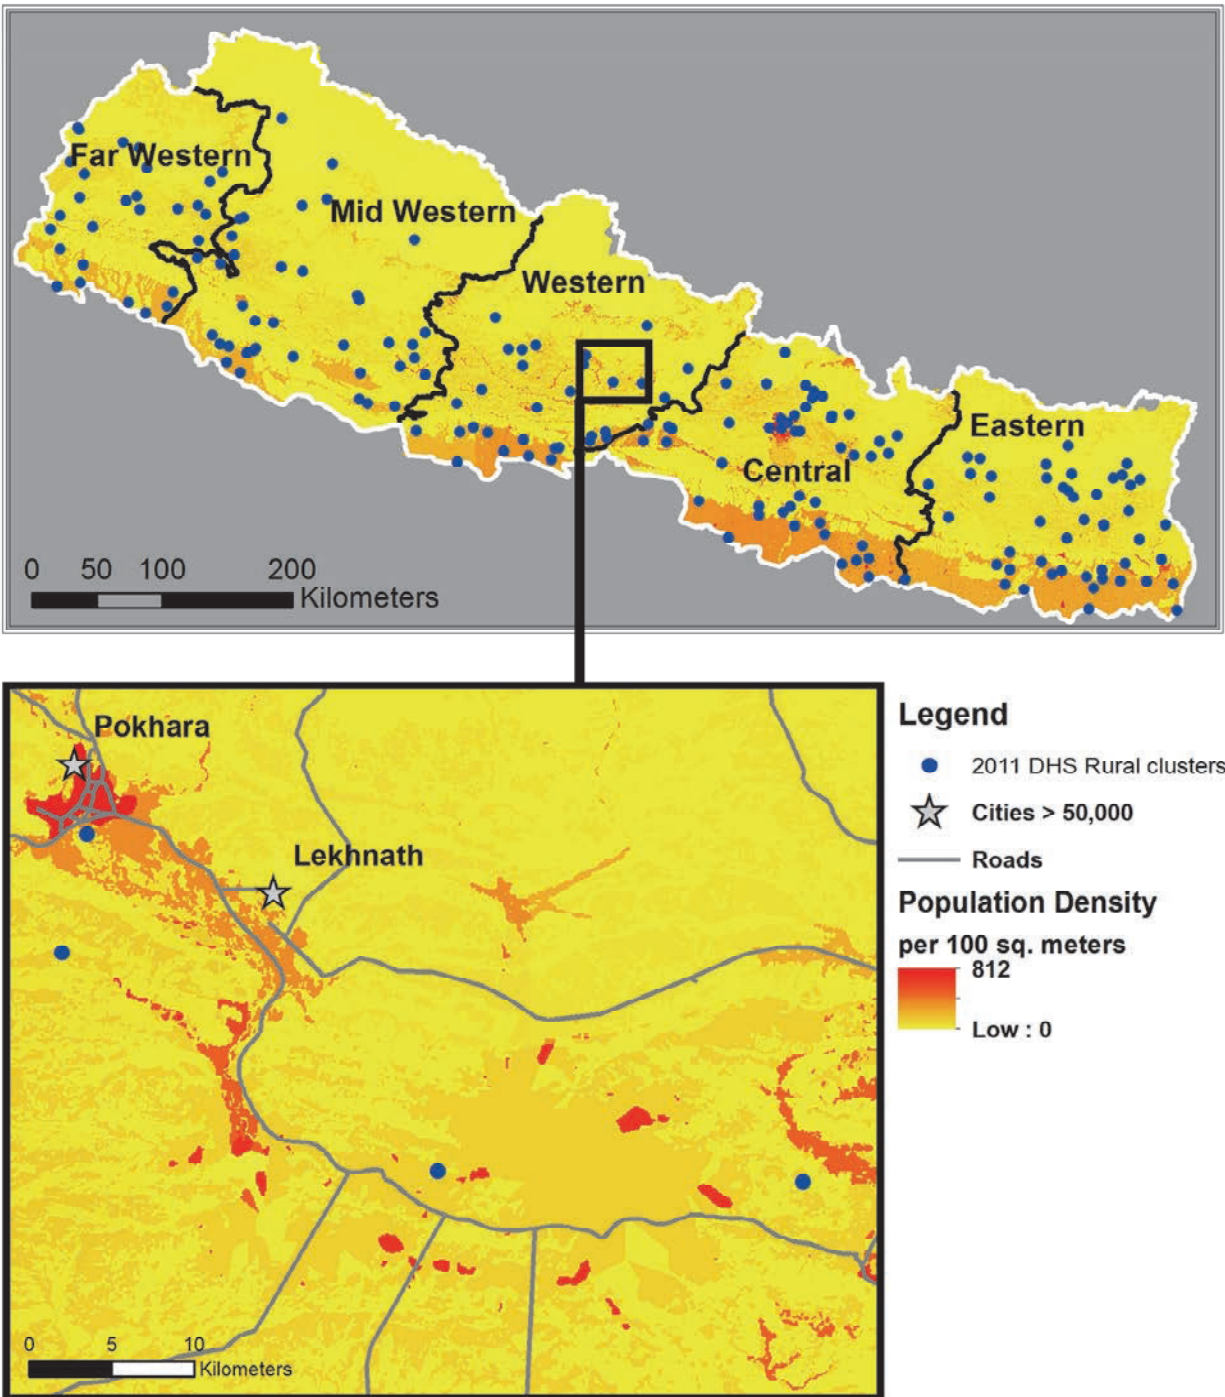 Far Western
Mid Western
Western
Eastern
Central
0 50 100 200
Kilometers
Pokhara
Lekhnath
0 5 10
Kilometers
Legend
2011 DHS Rural clusters
Cities > 50,000
Roads
Population Density
per 100 sq. meters
812
Low : 0